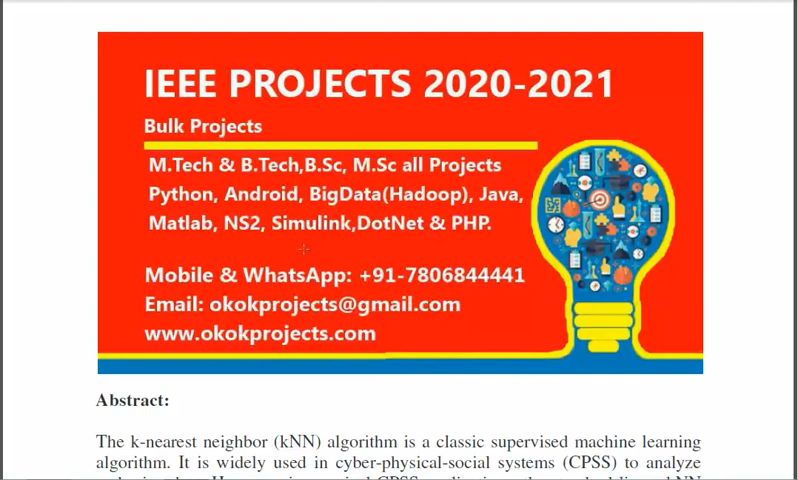 IEEE PROJECTS 2020-2021
Bulk Projects
M.Tech & B.Tech,B.Sc, M.Sc all Projects
Python, Android, BigData(Hadoop), Java,
Matlab, NS2, Simulink,DotNet & PHP.
Mobile & WhatsApp: +91-7806844441
Email: okokprojects@gmail.com
www.okokprojects.com
Abstract:
The k-nearest neighbor (kNN) algorithm is a classic supervised machine learning
algorithm. It is widely used in cyber-physical-social systems (CPSS) to analyze